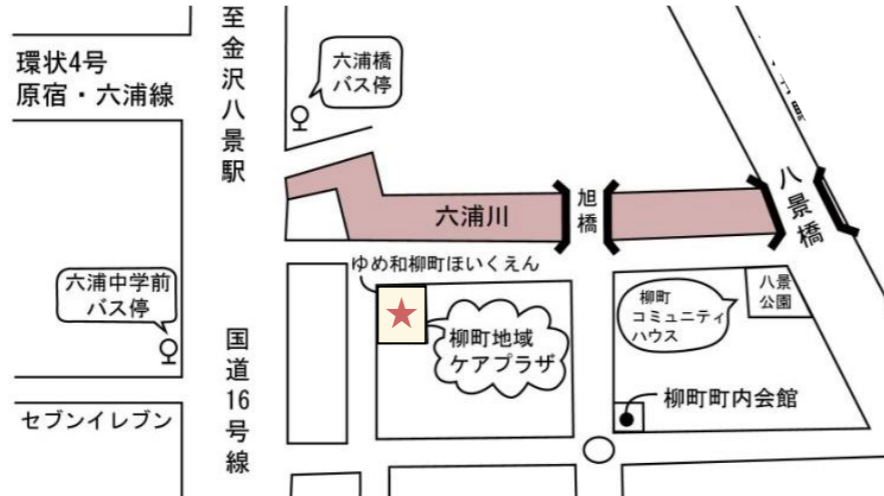 環状4号
原宿・六浦線
至金沢八景駅
六浦橋
バス停
六浦川
旭橋
八景橋
ゆめ和柳町ほいくえん
六浦中学前
バス停
柳町地域
ケアプラザ
柳町
コミュニティ
ハウス
八景
公園
国道16号線
柳町町内会館
セブンイレブン